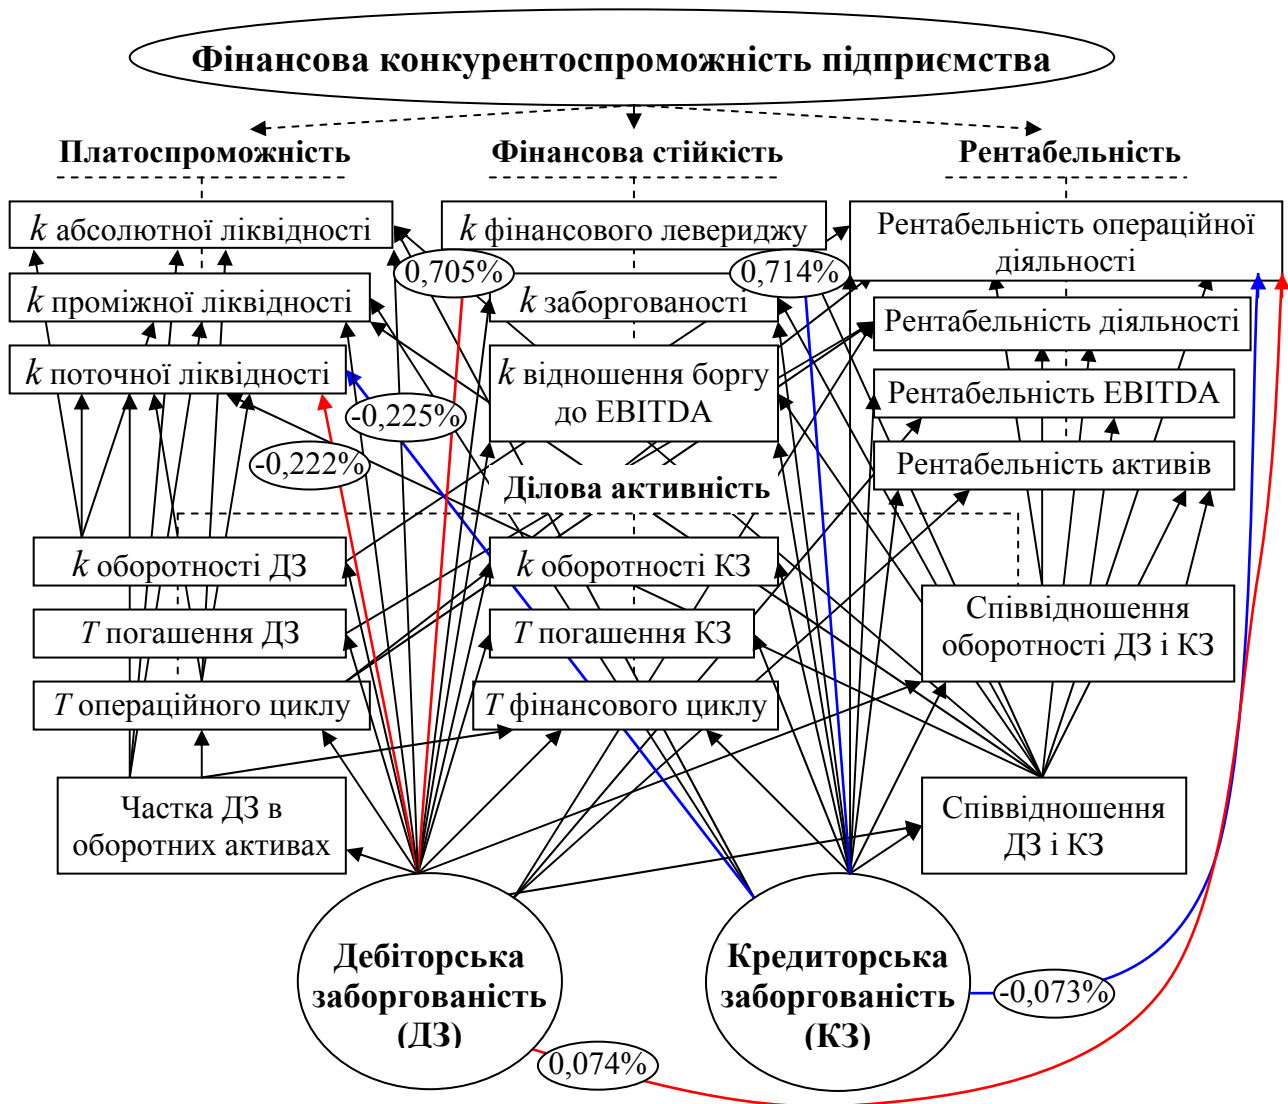 Фінансова конкурентоспроможність підприємства
Платоспроможність
Фінансова стійкість
Рентабельність
k абсолютної ліквідності
k фінансового левериджу
Рентабельність операційної
діяльності
0,705%
0,714%
k проміжної ліквідності
k заборгованості
Рентабельність діяльності
k поточної ліквідності
k відношення боргу
до EBITDA
Рентабельність EBITDA
-0,225%
-0,222%
Рентабельність активів
Ділова активність
k оборотності ДЗ
k оборотності КЗ
Співвідношення
оборотності ДЗ і КЗ
T погашення ДЗ
T погашення КЗ
T операційного циклу
T фінансового циклу
Частка ДЗ в
оборотних активах
Співвідношення
ДЗ і КЗ
Дебіторська
заборгованість
(ДЗ)
Кредиторська
заборгованість
(КЗ)
-0,073%
0,074%